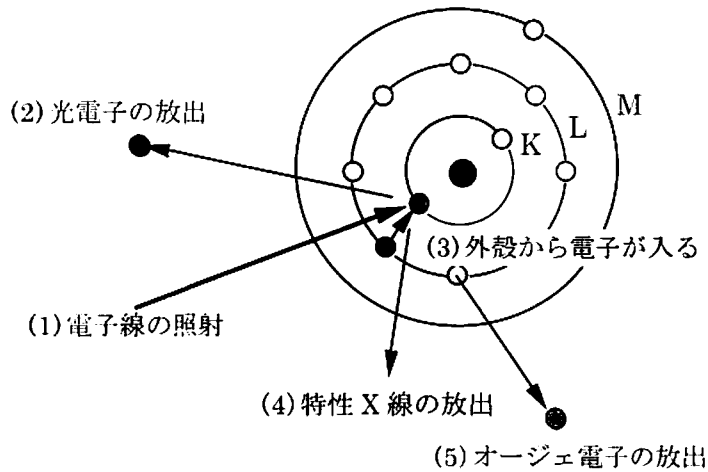 M
L
K
(2)光電子の放出
(3)外殻から電子が入る
(1)電子線の照射
(4)特性X線の放出
(5)オージェ電子の放出